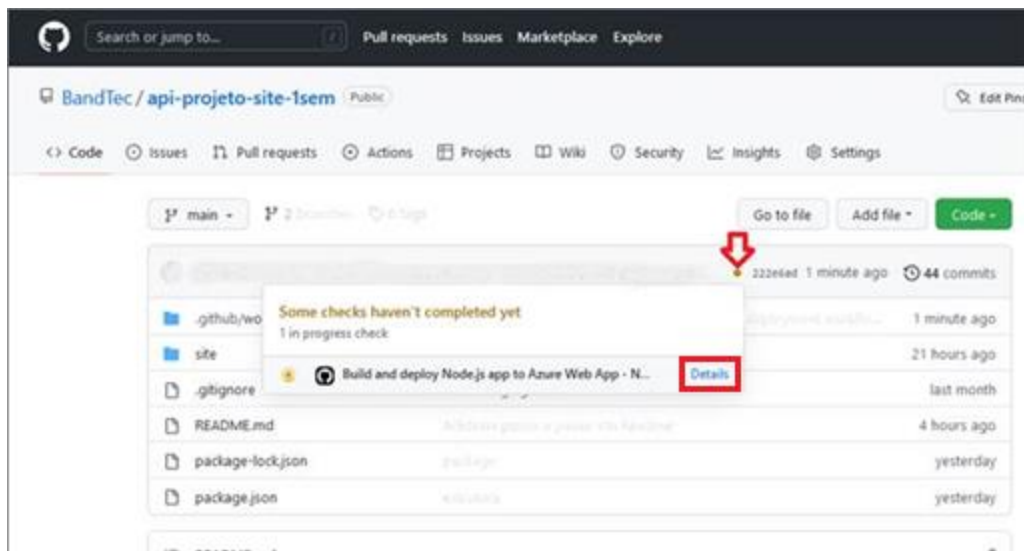 Search or jump to... / Pull requests Issues Marketplace Explore
BandTec / api-projeto-site-1sem Public Edit Pins
<> Code Issues Pull requests Actions Projects Wiki Security Insights Settings
main 2 branches 0 tags Go to file Add file Code
222e6ad 1 minute ago 44 commits
Some checks haven't completed yet
.github/wo 1 minute ago
1 in progress check
site 21 hours ago
Build and deploy Node.js app to Azure Web App - N... Details
.gitignore last month
README.md 4 hours ago
package-lock.json yesterday
package.json yesterday